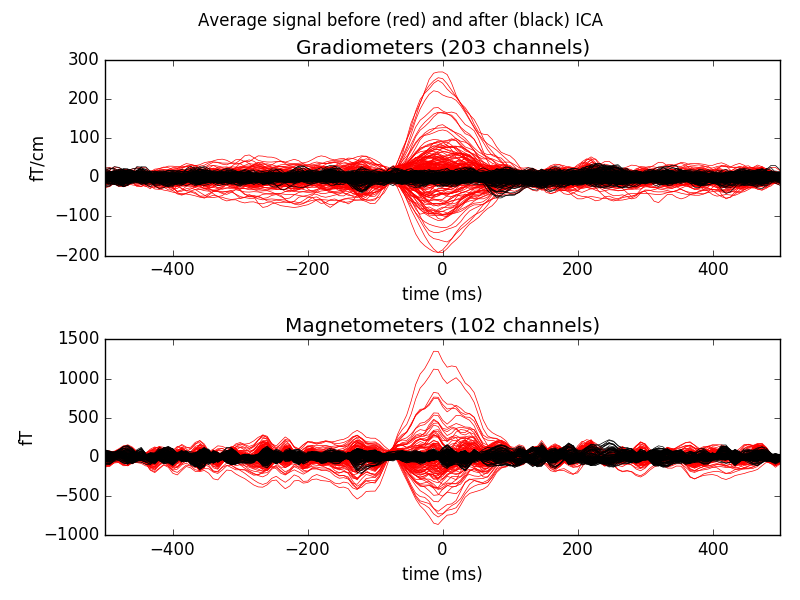 Average signal before (red) and after (black) ICA
Gradiometers (203 channels)
300
200
100
0
−100
−200
fT/cm
−400 −200 0 200 400
time (ms)
Magnetometers (102 channels)
1500
1000
500
0
−500
−1000
fT
−400 −200 0 200 400
time (ms)